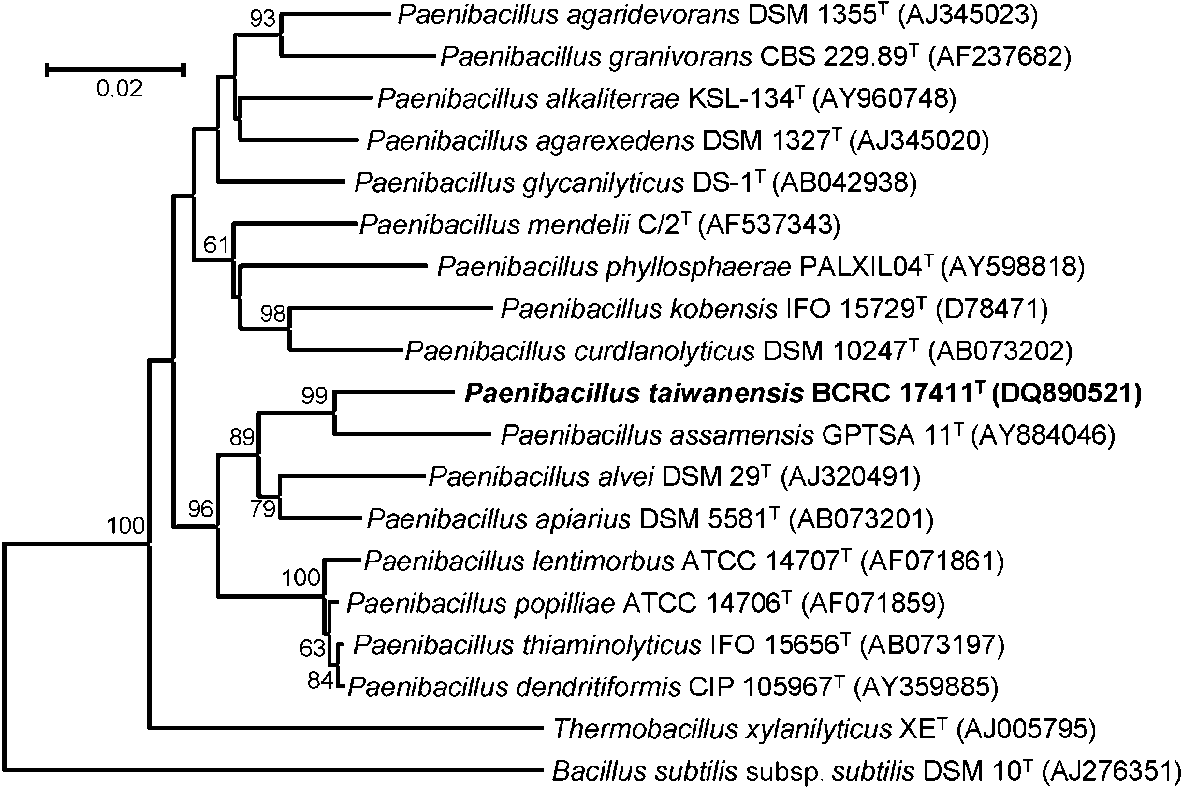 93
Paenibacillus agaridevorans DSM 1355T (AJ345023)
Paenibacillus granivorans CBS 229.89T (AF237682)
0.02
Paenibacillus alkaliterrae KSL-134T (AY960748)
Paenibacillus agarexedens DSM 1327T (AJ345020)
Paenibacillus glycanilyticus DS-1T (AB042938)
Paenibacillus mendelii C/2T (AF537343)
61
Paenibacillus phyllosphaerae PALXIL04T (AY598818)
98
Paenibacillus kobensis IFO 15729T (D78471)
Paenibacillus curdlanolyticus DSM 10247T (AB073202)
99
Paenibacillus taiwanensis BCRC 17411T (DQ890521)
89
Paenibacillus assamensis GPTSA 11T (AY884046)
Paenibacillus alvei DSM 29T (AJ320491)
96
79
Paenibacillus apiarius DSM 5581T (AB073201)
100
Paenibacillus lentimorbus ATCC 14707T (AF071861)
100
Paenibacillus popilliae ATCC 14706T (AF071859)
63
Paenibacillus thiaminolyticus IFO 15656T (AB073197)
84
Paenibacillus dendritiformis CIP 105967T (AY359885)
Thermobacillus xylanilyticus XET (AJ005795)
Bacillus subtilis subsp. subtilis DSM 10T (AJ276351)